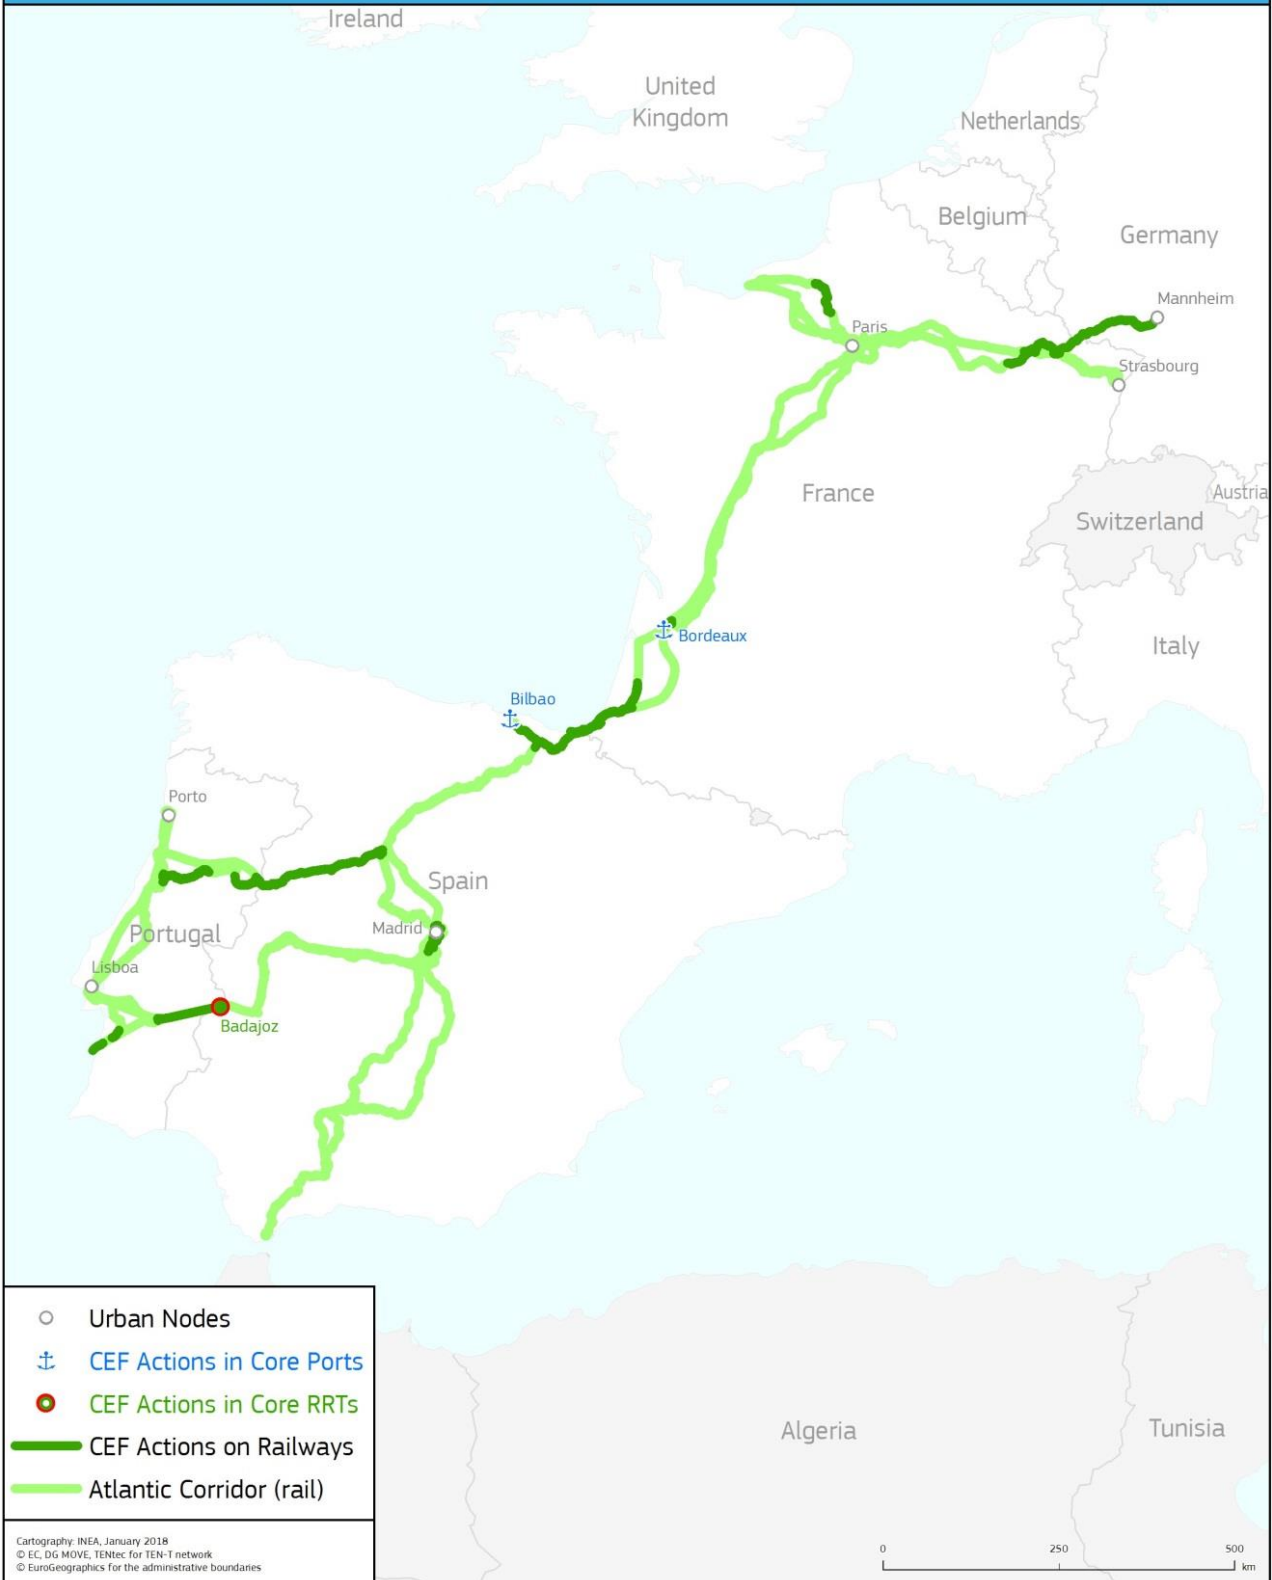 Ireland
United
Kingdom
Netherlands
Belgium
Germany
Mannheim
Paris
Strasbourg
France
Austria
Switzerland
Bordeaux
Italy
Bilbao
Porto
Spain
Madrid
Portugal
Lisboa
Badajoz
Urban Nodes
CEF Actions in Core Ports
CEF Actions in Core RRTs
CEF Actions on Railways
Atlantic Corridor (rail)
Algeria
Tunisia
Cartography: INEA, January 2018
© EC, DG MOVE, TENtec for TEN-T network
© EuroGeographics for the administrative boundaries
0 250 500
km